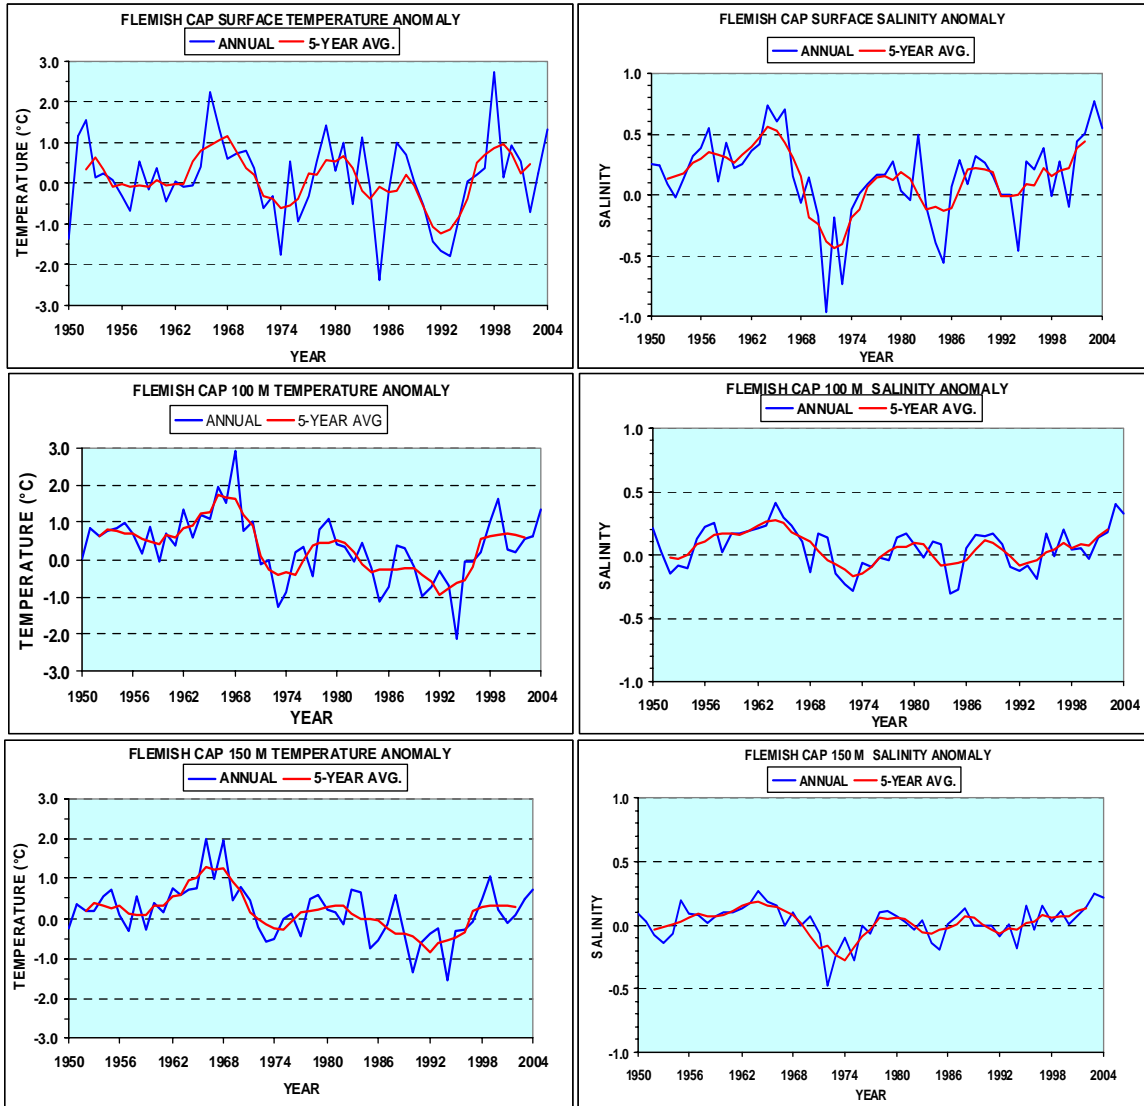 FLEMISH CAP SURFACE TEMPERATURE ANOMALY
ANNUAL 5-YEAR AVG.
TEMPERATURE (°C)
3.0
2.0
1.0
0.0
-1.0
-2.0
-3.0
1950 1956 1962 1968 1974 1980 1986 1992 1998 2004
YEAR
FLEMISH CAP SURFACE SALINITY ANOMALY
ANNUAL 5-YEAR AVG.
SALINITY
1.0
0.5
0.0
-0.5
-1.0
1950 1956 1962 1968 1974 1980 1986 1992 1998 2004
YEAR
FLEMISH CAP 100 M TEMPERATURE ANOMALY
ANNUAL 5-YEAR AVG
TEMPERATURE (°C)
3.0
2.0
1.0
0.0
-1.0
-2.0
-3.0
1950 1956 1962 1968 1974 1980 1986 1992 1998 2004
YEAR
FLEMISH CAP 100 M SALINITY ANOMALY
ANNUAL 5-YEAR AVG.
SALINITY
1.0
0.5
0.0
-0.5
-1.0
1950 1956 1962 1968 1974 1980 1986 1992 1998 2004
YEAR
FLEMISH CAP 150 M TEMPERATURE ANOMALY
ANNUAL 5-YEAR AVG.
TEMPERATURE (°C)
3.0
2.0
1.0
0.0
-1.0
-2.0
-3.0
1950 1956 1962 1968 1974 1980 1986 1992 1998 2004
YEAR
FLEMISH CAP 150 M SALINITY ANOMALY
ANNUAL 5-YEAR AVG.
SALINITY
1.0
0.5
0.0
-0.5
-1.0
1950 1956 1962 1968 1974 1980 1986 1992 1998 2004
YEAR